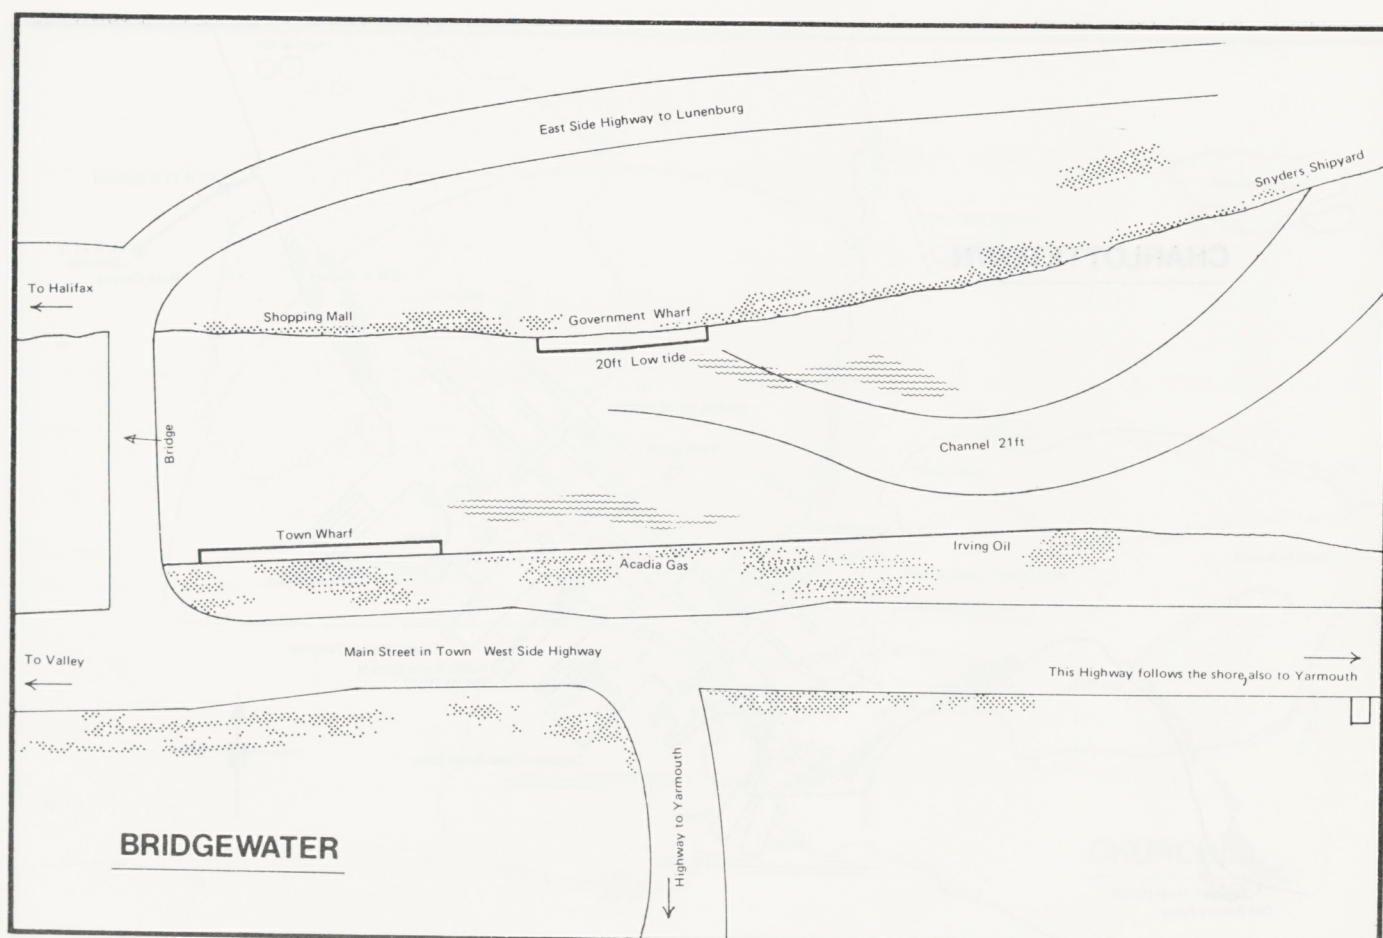 East Side Highway to Lunenburg
Snyders Shipyard
To Halifax
Shopping Mall
Government Wharf
20ft Low tide
Bridge
Channel 21ft
Town Wharf
Acadia Gas
Irving Oil
To Valley
Main Street in Town West Side Highway
This Highway follows the shore, also to Yarmouth
Highway to Yarmouth
BRIDGEWATER